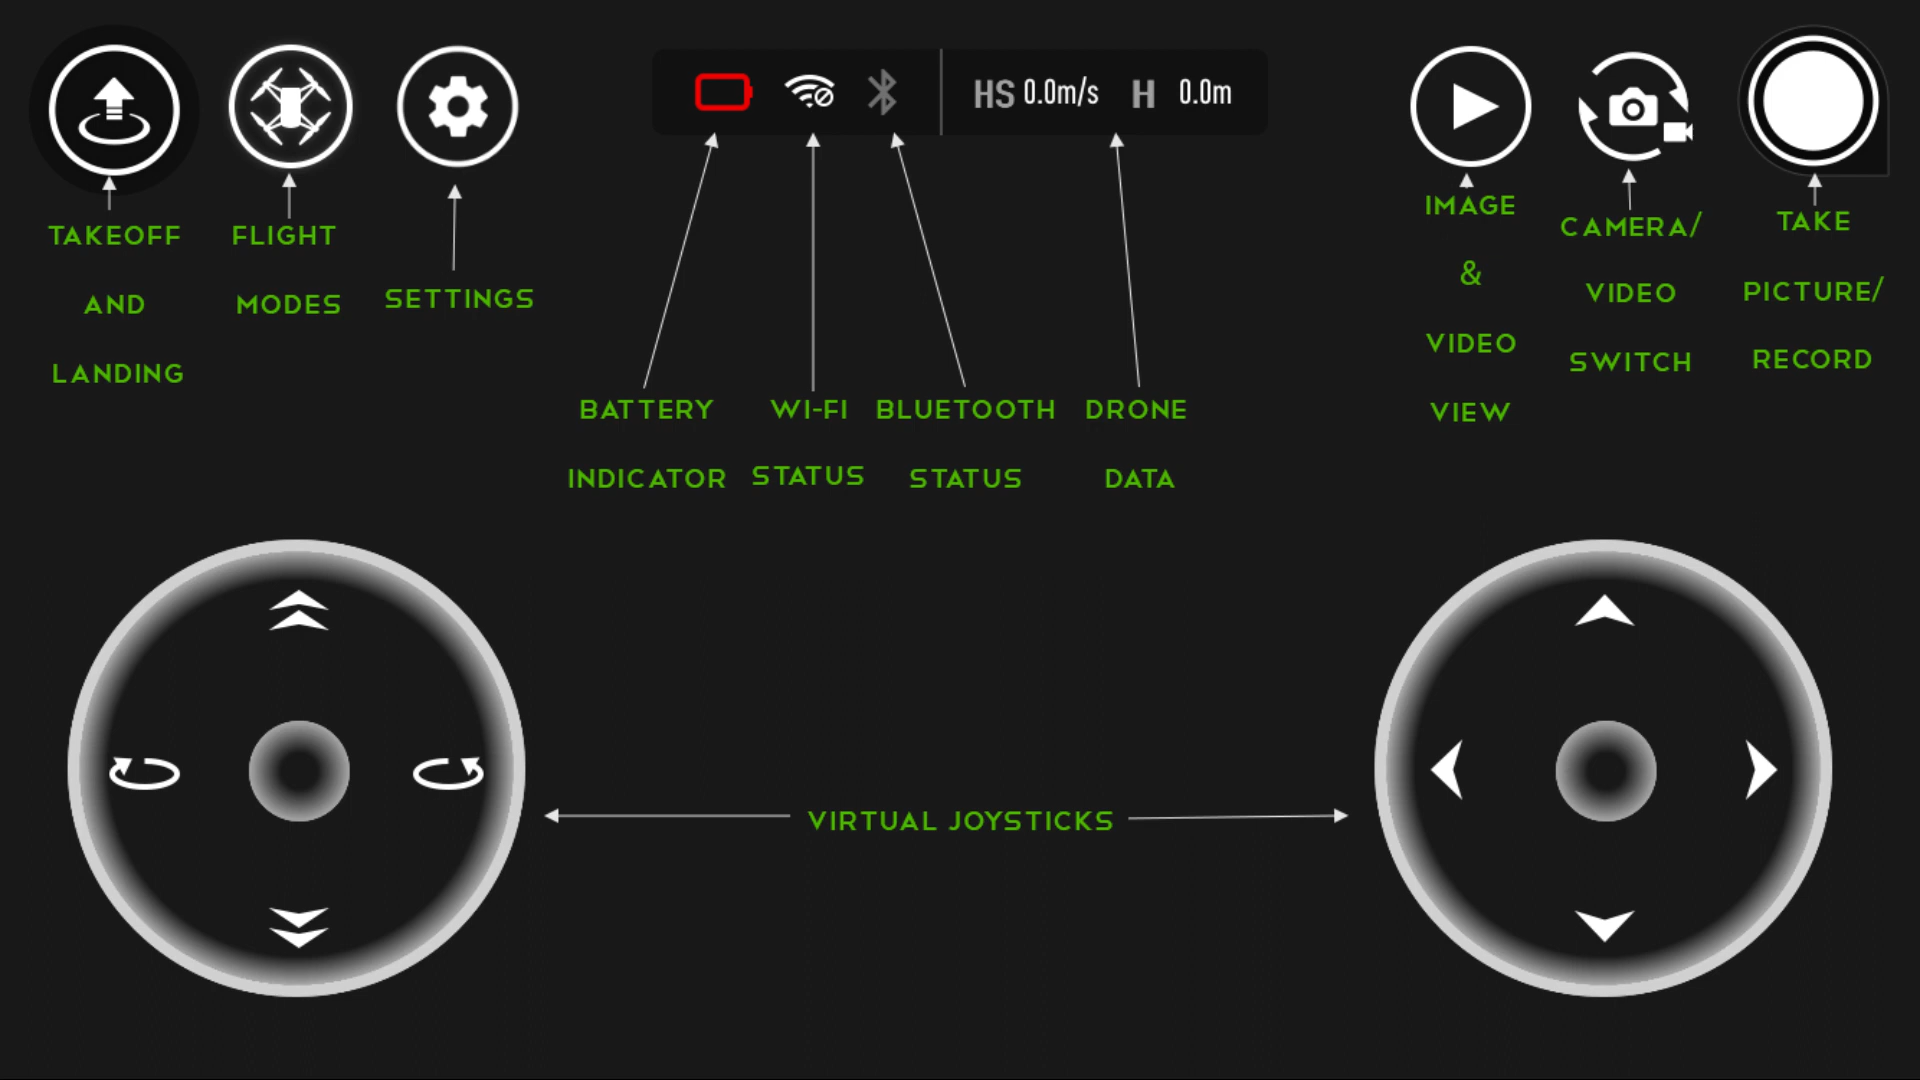 HS 0.0m/s H 0.0m
TAKEOFF
AND
LANDING
FLIGHT
MODES
SETTINGS
BATTERY
INDICATOR
WI-FI
STATUS
BLUETOOTH
STATUS
DRONE
DATA
IMAGE
&
VIDEO
VIEW
CAMERA/
VIDEO
SWITCH
TAKE
PICTURE/
RECORD
VIRTUAL JOYSTICKS